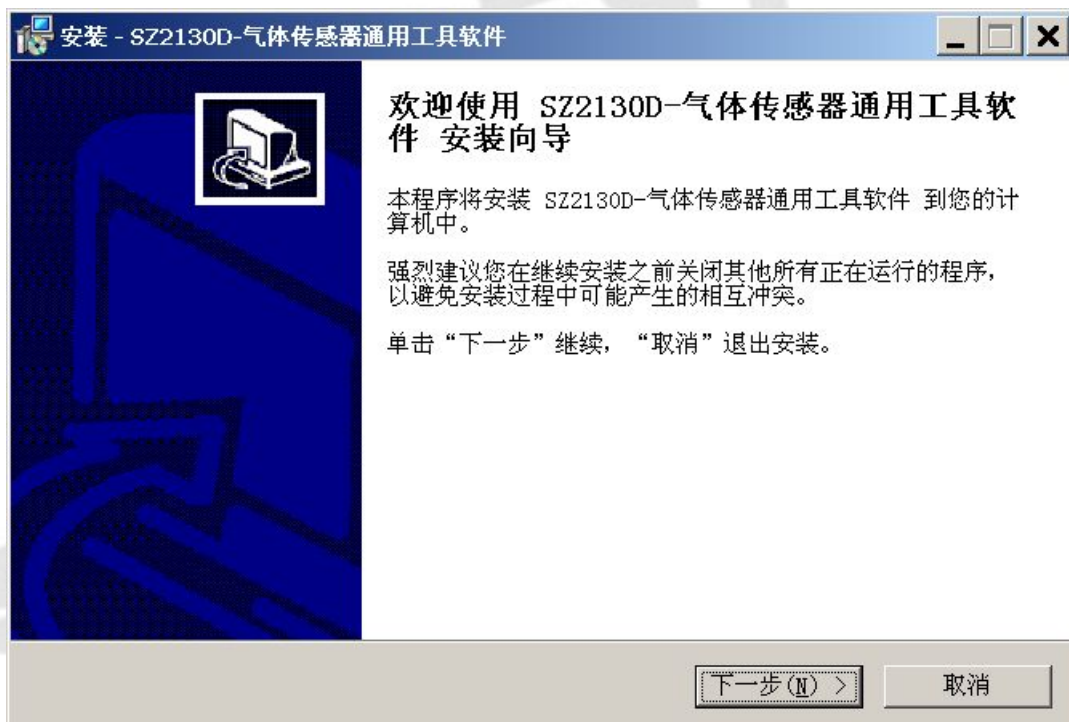 安装 - SZ2130D-气体传感器通用工具软件
欢迎使用 SZ2130D-气体传感器通用工具软
件 安装向导
本程序将安装 SZ2130D-气体传感器通用工具软件 到您的计
算机中。
强烈建议您在继续安装之前关闭其他所有正在运行的程序，
以避免安装过程中可能产生的相互冲突。
单击“下一步”继续，“取消”退出安装。
下一步(N) >
取消